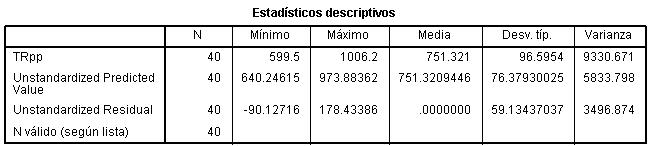 Estadísticos descriptivos
N Mínimo Máximo Media Desv. típ. Varianza
TRpp 40 599.5 1006.2 751.321 96.5954 9330.671
Unstandardized Predicted 40 640.24615 973.88362 751.3209446 76.37930025 5833.798
Value
Unstandardized Residual 40 -90.12716 178.43386 .0000000 59.13437037 3496.874
N válido (según lista) 40